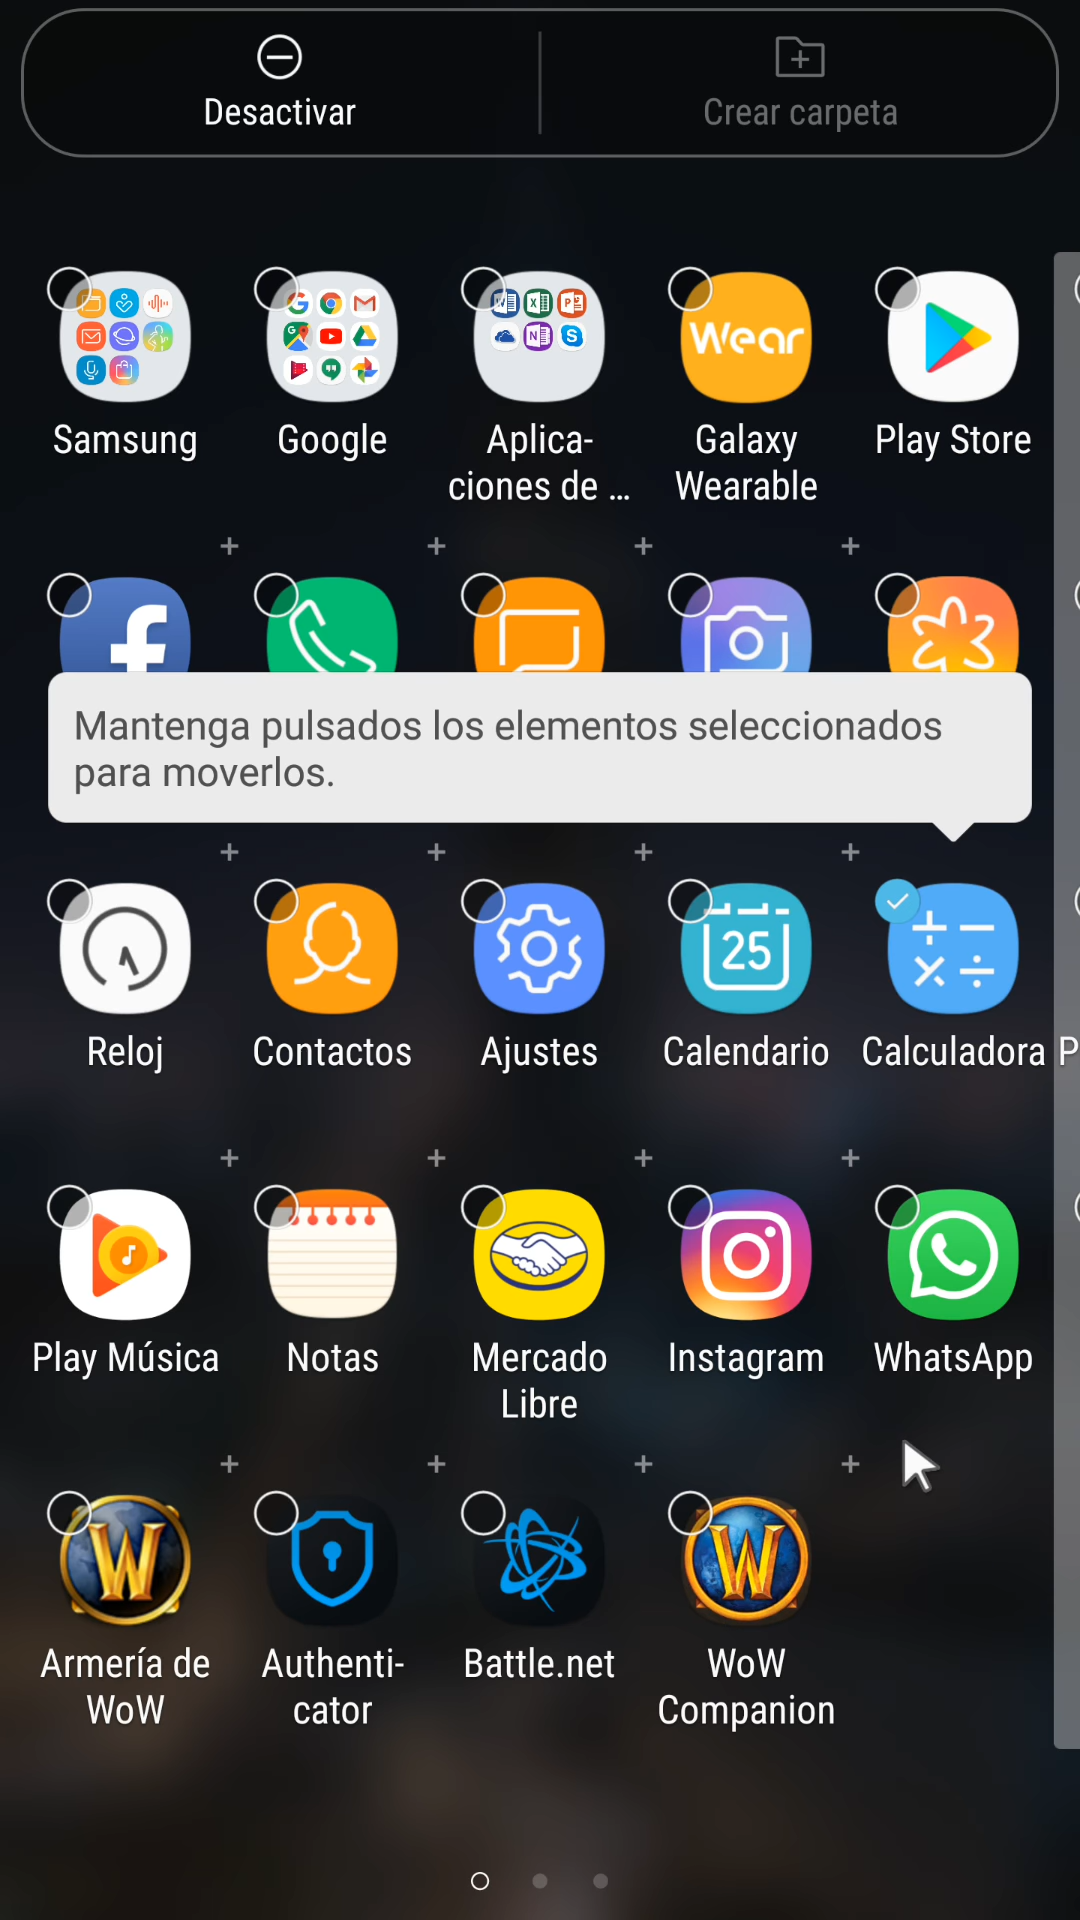 Desactivar
Crear carpeta
Wear
Samsung
Google
Aplica-
ciones de ...
Galaxy
Wearable
Play Store
Mantenga pulsados los elementos seleccionados
para moverlos.
25
Reloj
Contactos
Ajustes
Calendario
Calculadora
P
Play Música
Notas
Mercado
Libre
Instagram
WhatsApp
W
W
Armería de
WoW
Authenti-
cator
Battle.net
WoW
Companion